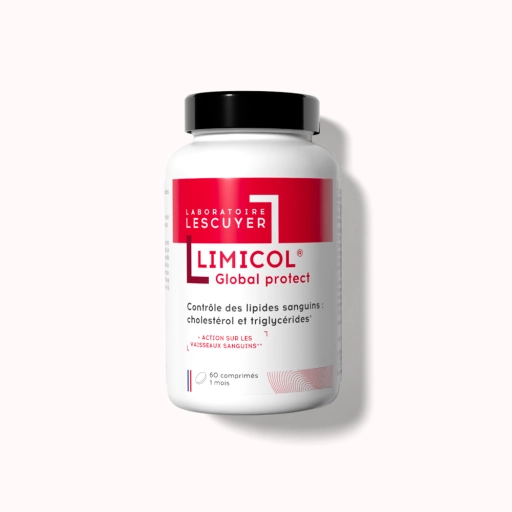 LABORATOIRE
LESCUYER
LIMICOL®
Global protect
Contrôle des lipides sanguins :
cholestérol et triglycérides*
+ ACTION SUR LES
VAISSEAUX SANGUINS**
60 comprimés
1 mois